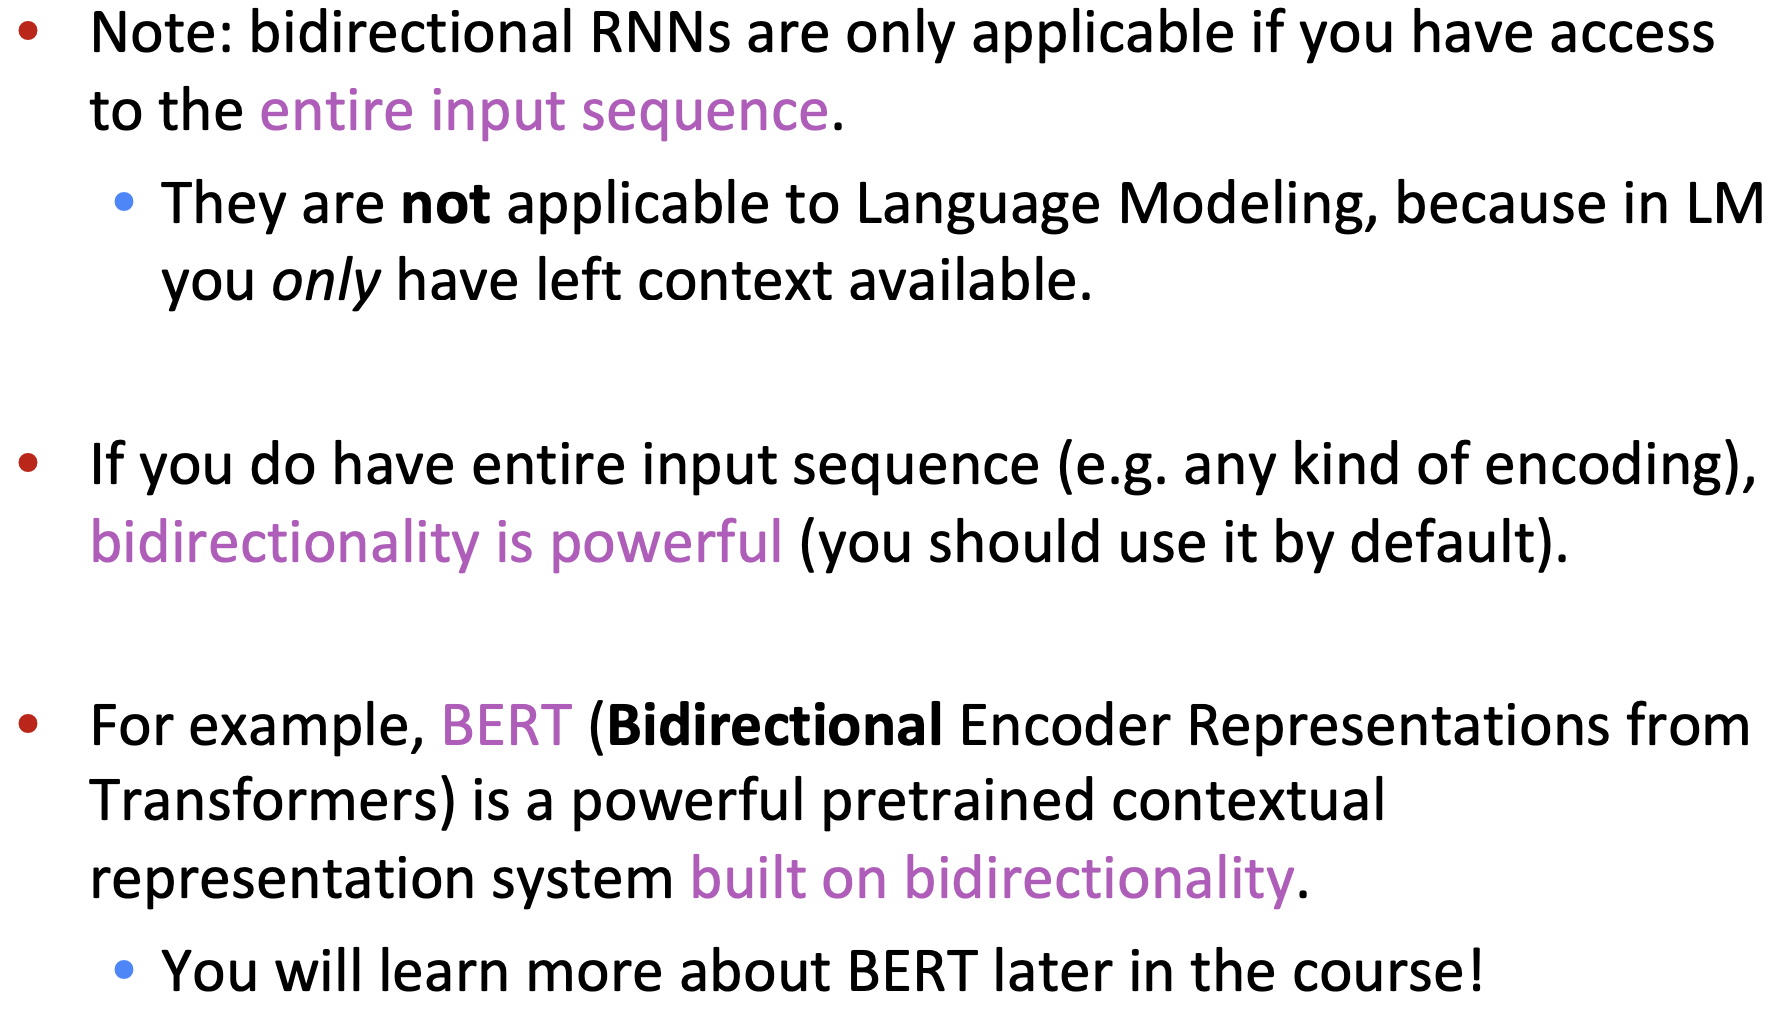 • Note: bidirectional RNNs are only applicable if you have access
to the entire input sequence.
• They are not applicable to Language Modeling, because in LM
you only have left context available.
• If you do have entire input sequence (e.g. any kind of encoding),
bidirectionality is powerful (you should use it by default).
• For example, BERT (Bidirectional Encoder Representations from
Transformers) is a powerful pretrained contextual
representation system built on bidirectionality.
• You will learn more about BERT later in the course!